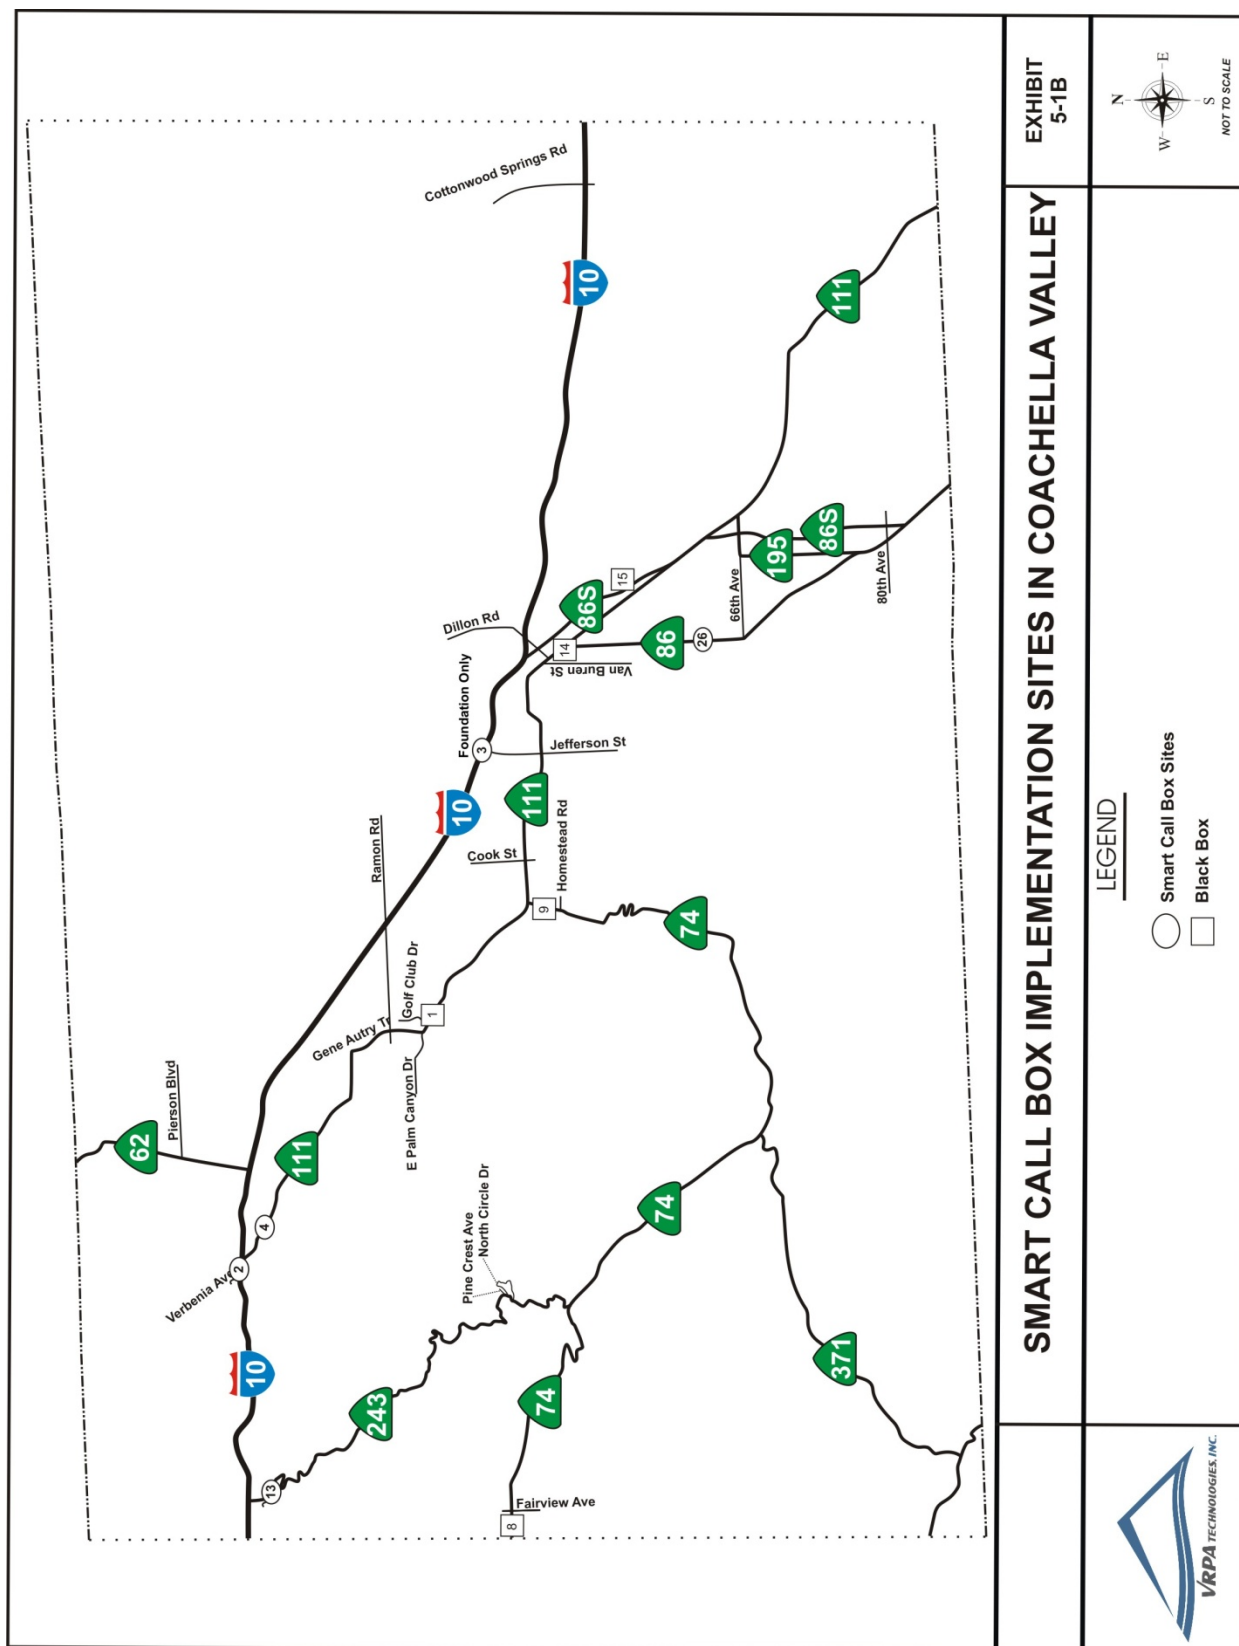 Cottonwood Springs Rd
10
111
Dillon Rd
86S
15
14
Van Buren St
86
26
66th Ave
195
86S
80th Ave
Foundation Only
3
Jefferson St
10
111
Ramon Rd
Cook St
Homestead Rd
9
74
Golf Club Dr
1
Gene Autry Tr
E Palm Canyon Dr
Pierson Blvd
62
111
4
Verbenia Ave
2
10
243
13
Pine Crest Ave
North Circle Dr
74
74
Fairview Ave
8
371
VRPA TECHNOLOGIES, INC.
SMART CALL BOX IMPLEMENTATION SITES IN COACHELLA VALLEY
EXHIBIT
5-1B
LEGEND
Smart Call Box Sites
Black Box
N
W
E
S
NOT TO SCALE